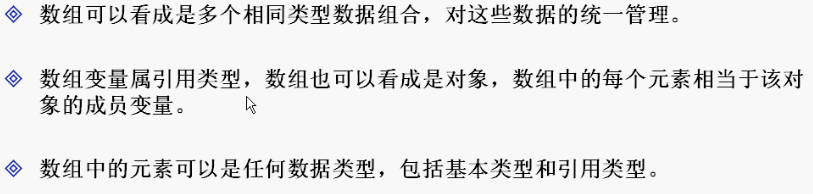 数组可以看成是多个相同类型数据组合，对这些数据的统一管理。
数组变量属引用类型，数组也可以看成是对象，数组中的每个元素相当于该对
象的成员变量。
数组中的元素可以是任何数据类型，包括基本类型和引用类型。